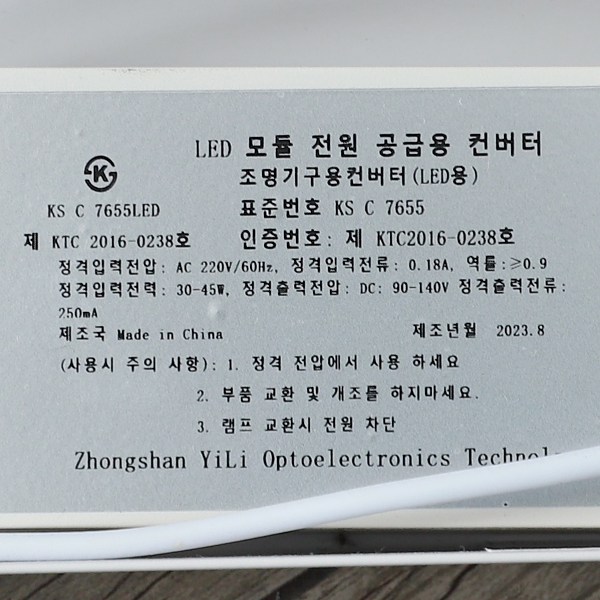 LED 모듈 전원 공급용 컨버터
조명기구용컨버터(LED용)
KS C 7655LED 표준번호 KS C 7655
제 KTC 2016-0238호 인증번호: 제 KTC2016-0238호
정격입력전압: AC 220V/60Hz, 정격입력전류: 0.18A, 역률:≥0.9
정격입력전력: 30-45W, 정격출력전압: DC: 90-140V 정격출력전류:
250mA
제조국 Made in China 제조년월 2023.8
(사용시 주의 사항): 1. 정격 전압에서 사용 하세요
2. 부품 교환 및 개조를 하지마세요.
3. 램프 교환시 전원 차단
Zhongshan YiLi Optoelectronics